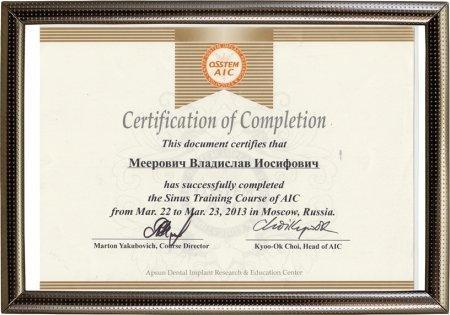 OSSTEM
AIC
Certification of Completion
This document certifies that
Меерович Владислав Иосифович
has successfully completed
the Sinus Training Course of AIC
from Mar. 22 to Mar. 23, 2013 in Moscow, Russia.
Marton Yakubovich, Course Director
Kyoo-Ok Choi, Head of AIC
Apsun Dental Implant Research & Education Center